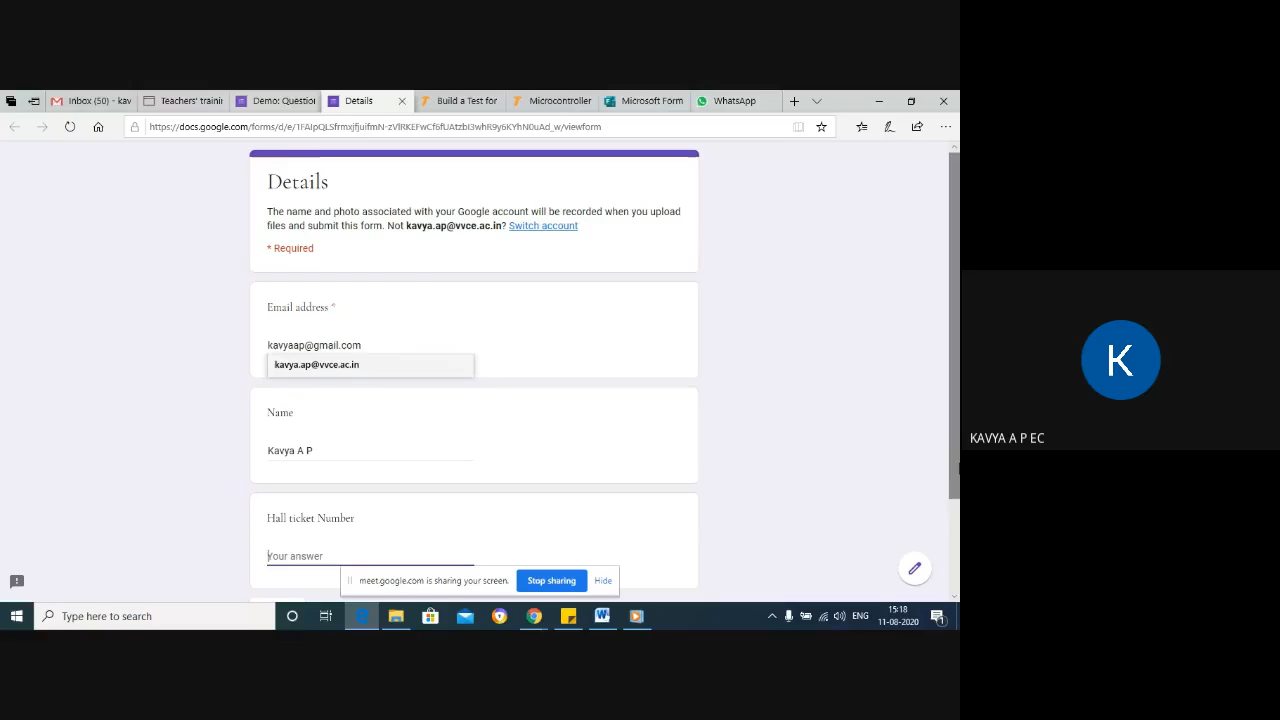 Inbox (50) - kav
Teachers' traini
Demo: Questio
Details
Build a Test for
Microcontroller
Microsoft Form
WhatsApp
https://docs.google.com/forms/d/e/1FAIpQLSfrmxjfjuifmN-zVlRKEFwCf6fUAtzbI3whR9y6KYhN0uAd_w/viewform
Details
The name and photo associated with your Google account will be recorded when you upload
files and submit this form. Not kavya.ap@vvce.ac.in? Switch account
* Required
Email address *
kavyaap@gmail.com
kavya.ap@vvce.ac.in
Name
Kavya A P
Hall ticket Number
Your answer
meet.google.com is sharing your screen.
Stop sharing
Hide
K
KAVYA A P EC
Type here to search
ENG
15:18
11-08-2020
1